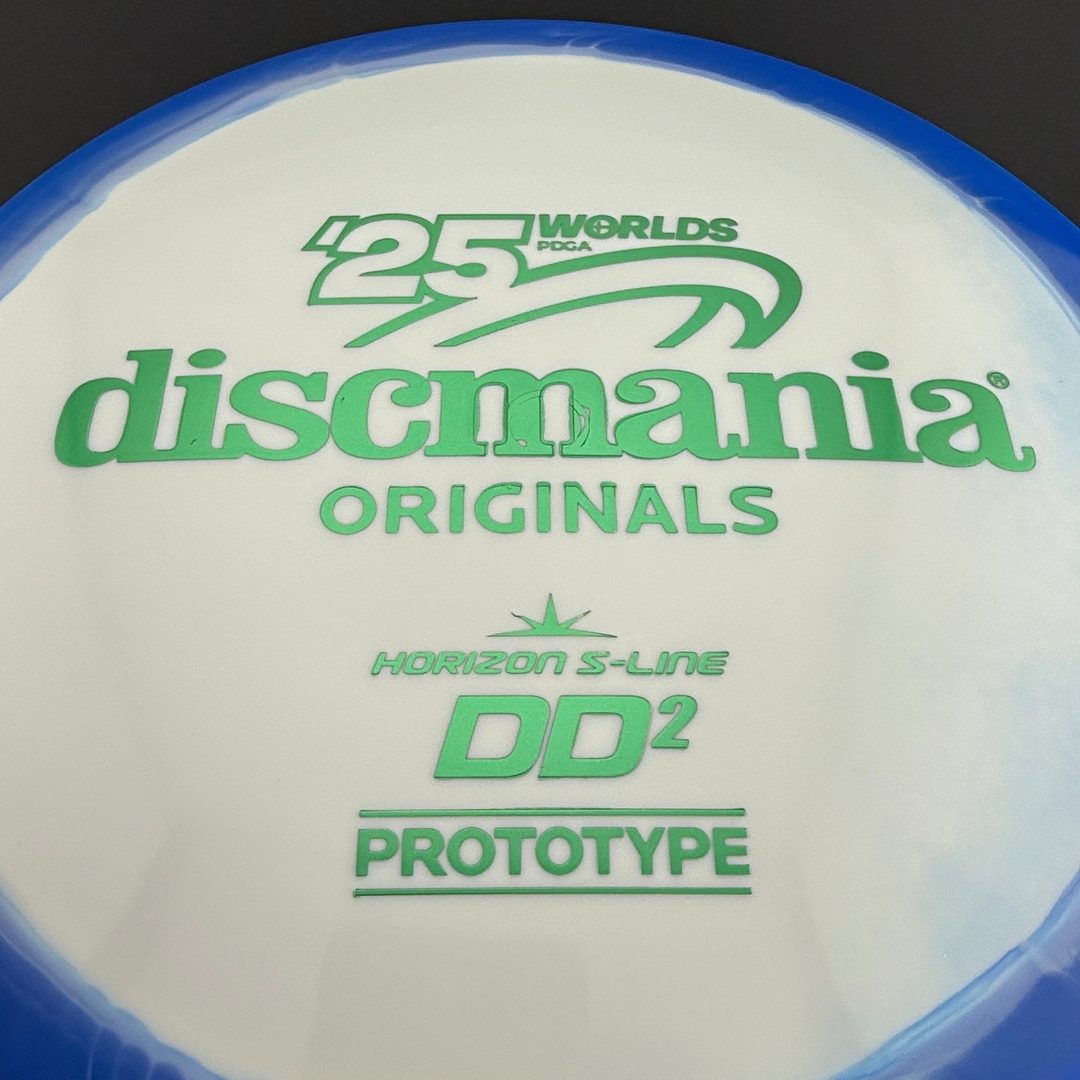 '25 WORLDS
PDGA
discmania®
ORIGINALS
HORIZON S-LINE
DD²
PROTOTYPE